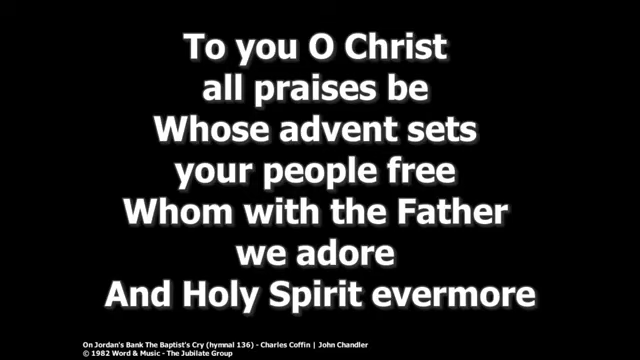 To you O Christ
all praises be
Whose advent sets
your people free
Whom with the Father
we adore
And Holy Spirit evermore
On Jordan's Bank The Baptist's Cry (hymnal 136) - Charles Coffin | John Chandler
© 1982 Word & Music - The Jubilate Group